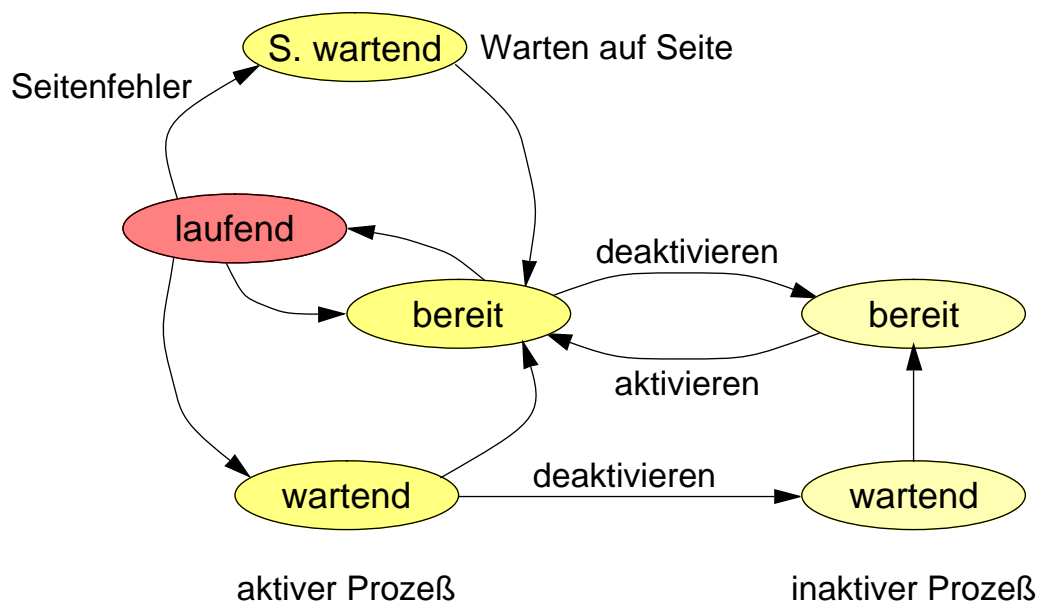 S. wartend
Warten auf Seite
Seitenfehler
laufend
deaktivieren
bereit
bereit
aktivieren
deaktivieren
wartend
wartend
aktiver Prozeß
inaktiver Prozeß